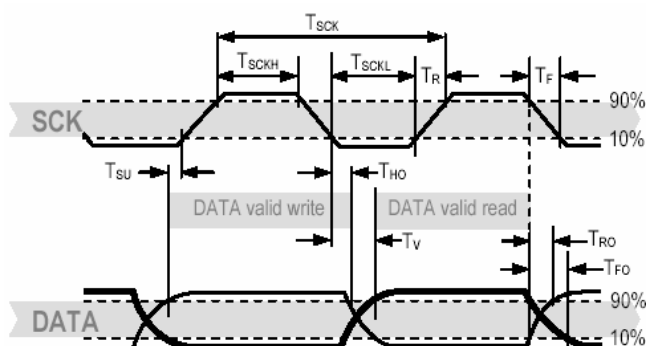 TSCK
TSCKH
TSCKL
TR
TF
90%
SCK
10%
TSU
THO
DATA valid write
DATA valid read
TV
TRO
TFO
90%
DATA
10%